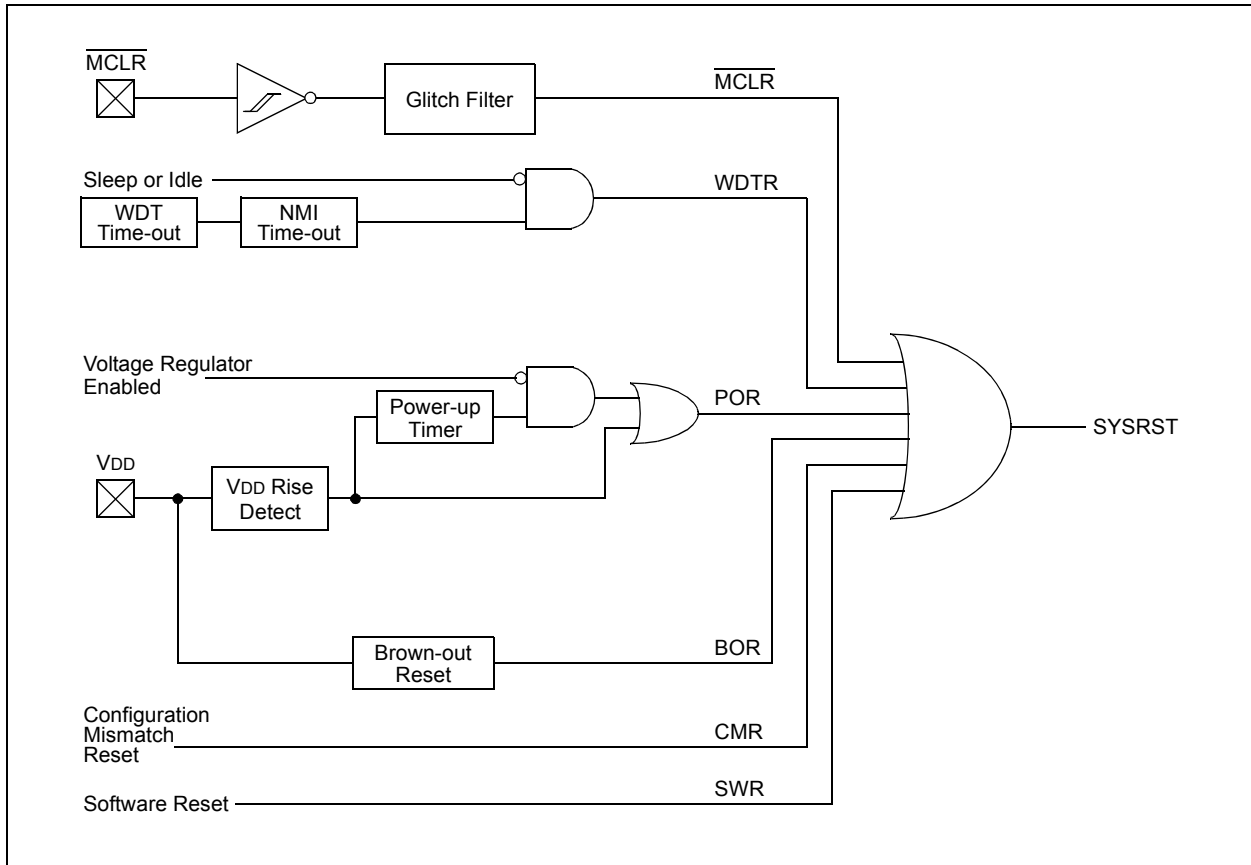 MCLR
Glitch Filter
MCLR
Sleep or Idle
WDT
Time-out
NMI
Time-out
WDTR
Voltage Regulator
Enabled
Power-up
Timer
POR
SYSRST
VDD
VDD Rise
Detect
Brown-out
Reset
BOR
Configuration
Mismatch
Reset
CMR
Software Reset
SWR